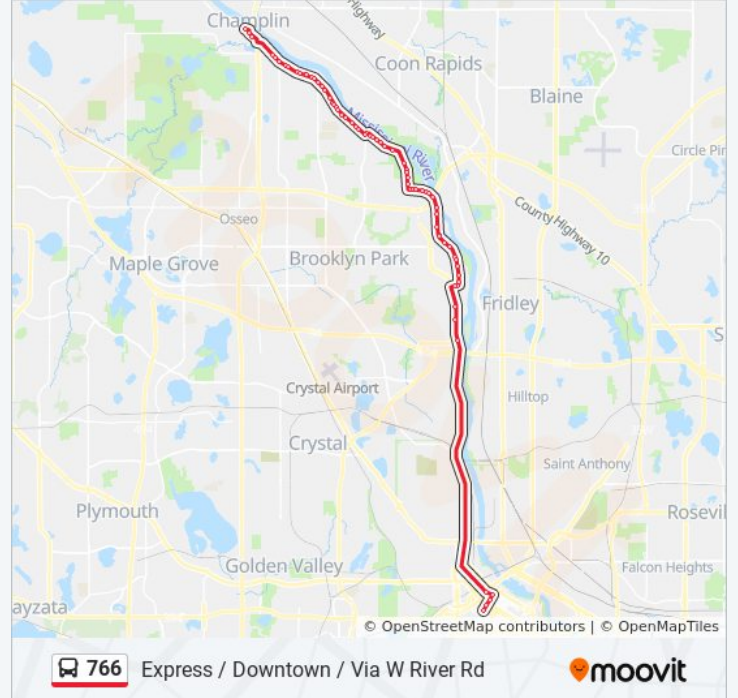 Champlin
Highway
Coon Rapids
Blaine
Mississippi River
Circle Pin
Osseo
County Highway 10
Maple Grove
Brooklyn Park
Fridley
S
Crystal Airport
Hilltop
Crystal
Saint Anthony
Plymouth
Rosevil
Golden Valley
Falcon Heights
ayzata
© OpenStreetMap contributors | © OpenMapTiles
766 Express / Downtown / Via W River Rd
moovit